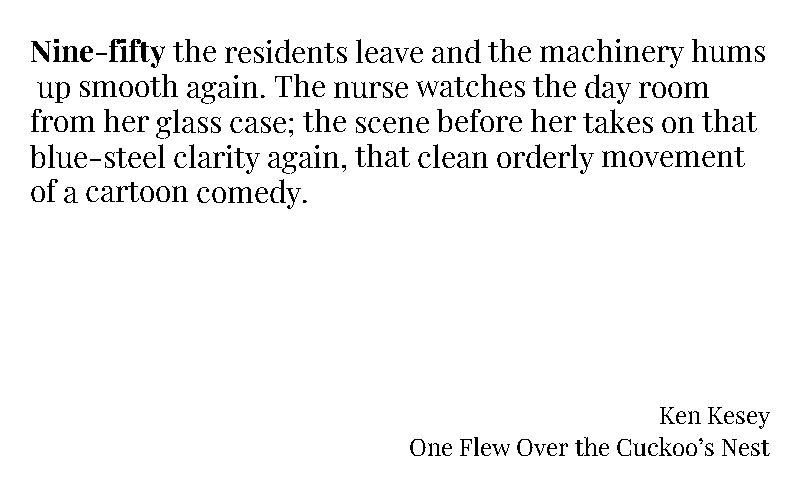 Nine-fifty the residents leave and the machinery hums
up smooth again. The nurse watches the day room
from her glass case; the scene before her takes on that
blue-steel clarity again, that clean orderly movement
of a cartoon comedy.
Ken Kesey
One Flew Over the Cuckoo’s Nest